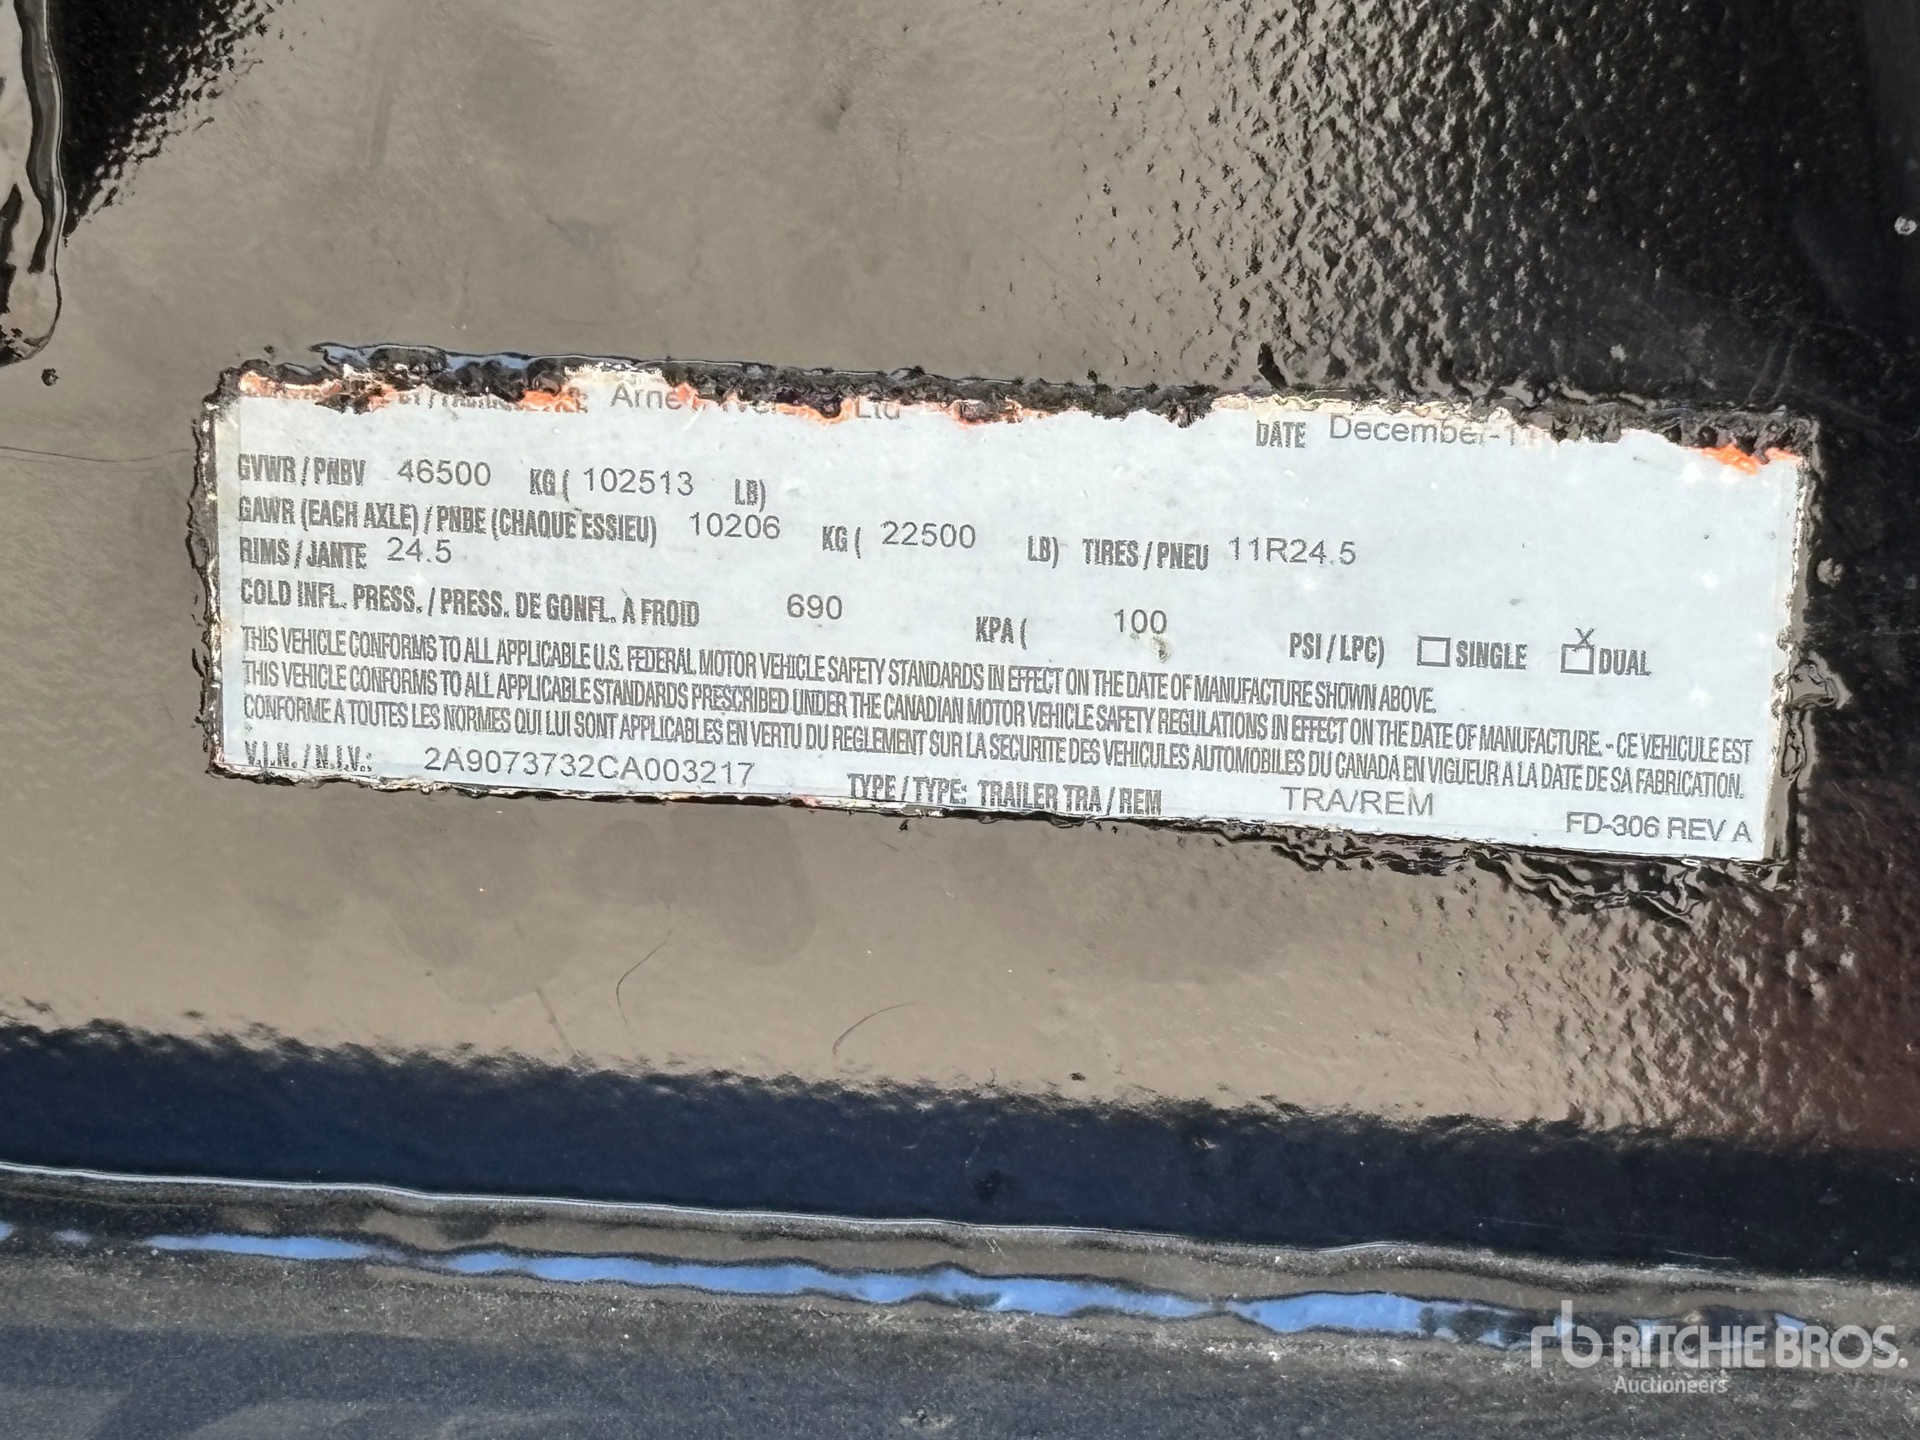 Ltd
DATE December-
GVWR / PNBV 46500 KG ( 102513 LB)
GAWR (EACH AXLE) / PNBE (CHAQUE ESSIEU) 10206 KG ( 22500 LB) TIRES / PNEU 11R24.5
RIMS / JANTE 24.5
COLD INFL. PRESS. / PRESS. DE GONFL. À FROID 690 KPA ( 100 PSI / LPC) SINGLE X DUAL
THIS VEHICLE CONFORMS TO ALL APPLICABLE U.S. FEDERAL MOTOR VEHICLE SAFETY STANDARDS IN EFFECT ON THE DATE OF MANUFACTURE SHOWN ABOVE.
THIS VEHICLE CONFORMS TO ALL APPLICABLE STANDARDS PRESCRIBED UNDER THE CANADIAN MOTOR VEHICLE SAFETY REGULATIONS IN EFFECT ON THE DATE OF MANUFACTURE. - CE VEHICULE EST
CONFORME A TOUTES LES NORMES QUI LUI SONT APPLICABLES EN VERTU DU REGLEMENT SUR LA SECURITE DES VEHICULES AUTOMOBILES DU CANADA EN VIGUEUR A LA DATE DE SA FABRICATION.
V.I.N. / N.I.V.: 2A9073732CA003217 TYPE / TYPE: TRAILER TRA / REM TRA/REM FD-306 REV A
rb RITCHIE BROS.
Auctioneers